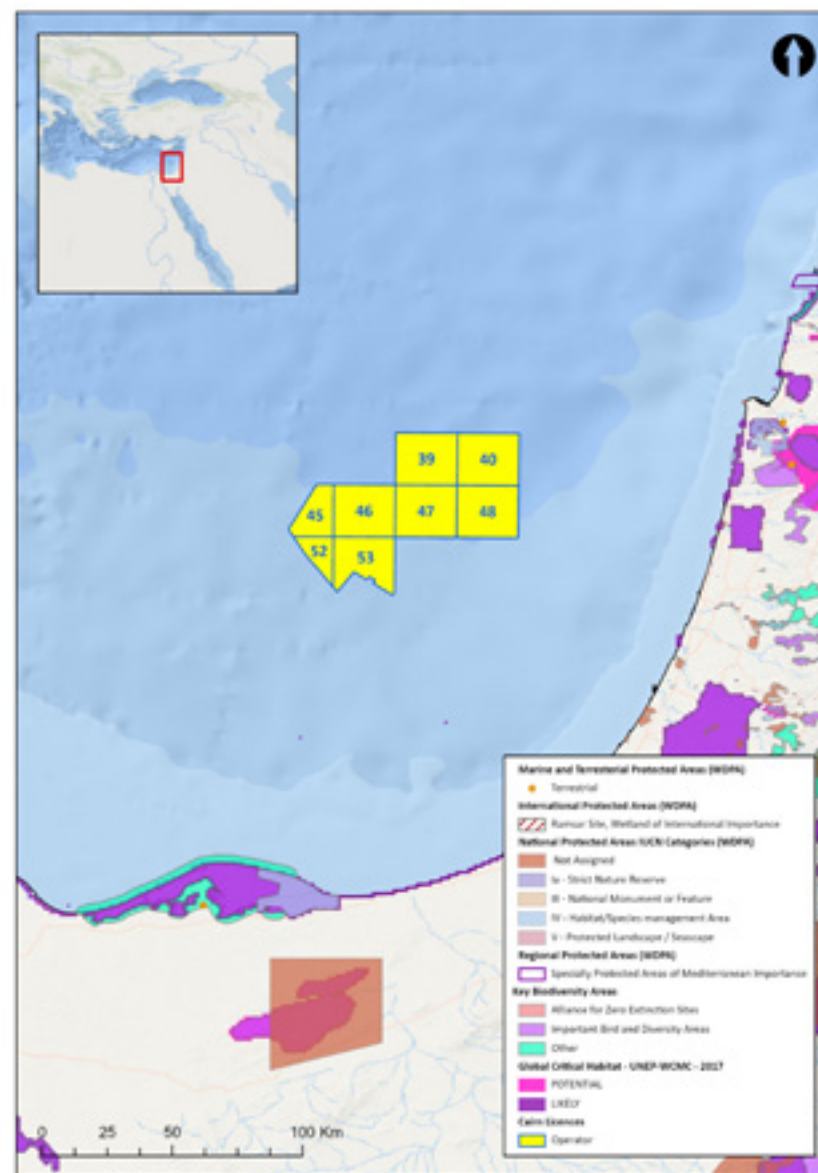 39
40
45
46
47
48
52
53
Marine and Terresterial Protected Areas (WDPA)
Terrestrial
International Protected Areas (WDPA)
Ramsar Site, Wetland of International Importance
National Protected Areas IUCN Categories (WDPA)
Not Assigned
Ia - Strict Nature Reserve
III - National Monument or Feature
IV - Habitat/Species management Area
V - Protected Landscape / Seascape
Regional Protected Areas (WDPA)
Specially Protected Areas of Mediterranean Importance
Key Biodiversity Areas
Alliance for Zero Extinction Sites
Important Bird and Diversity Areas
Other
Global Critical Habitat - UNEP-WCMC - 2017
POTENTIAL
LIKELY
Cairn Licences
Operator
0 25 50 100 Km